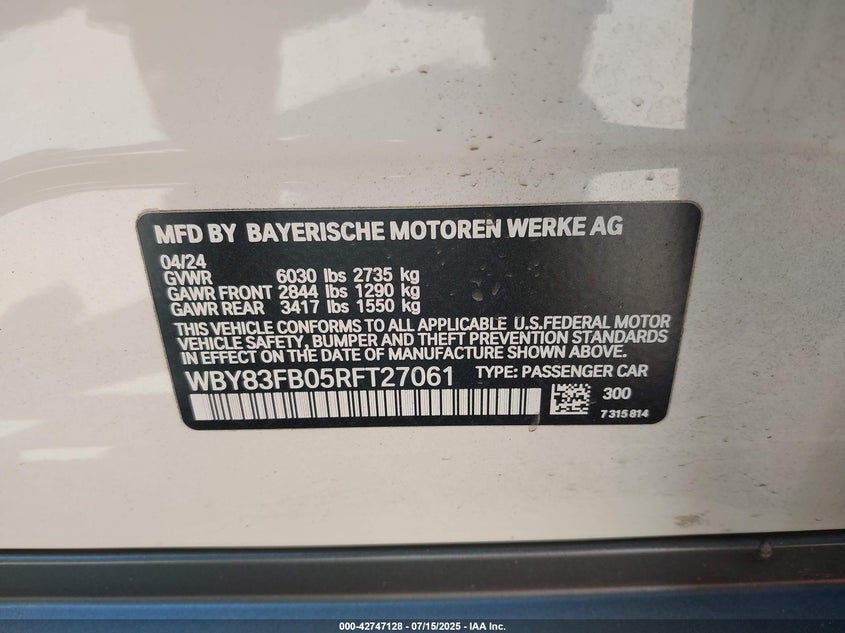 MFD BY BAYERISCHE MOTOREN WERKE AG
04/24
GVWR 6030 lbs 2735 kg
GAWR FRONT 2844 lbs 1290 kg
GAWR REAR 3417 lbs 1550 kg
THIS VEHICLE CONFORMS TO ALL APPLICABLE U.S.FEDERAL MOTOR
VEHICLE SAFETY, BUMPER AND THEFT PREVENTION STANDARDS
IN EFFECT ON THE DATE OF MANUFACTURE SHOWN ABOVE.
WBY83FB05RFT27061 TYPE: PASSENGER CAR
300
7 315 814
000-42747128 - 07/15/2025 - IAA Inc.